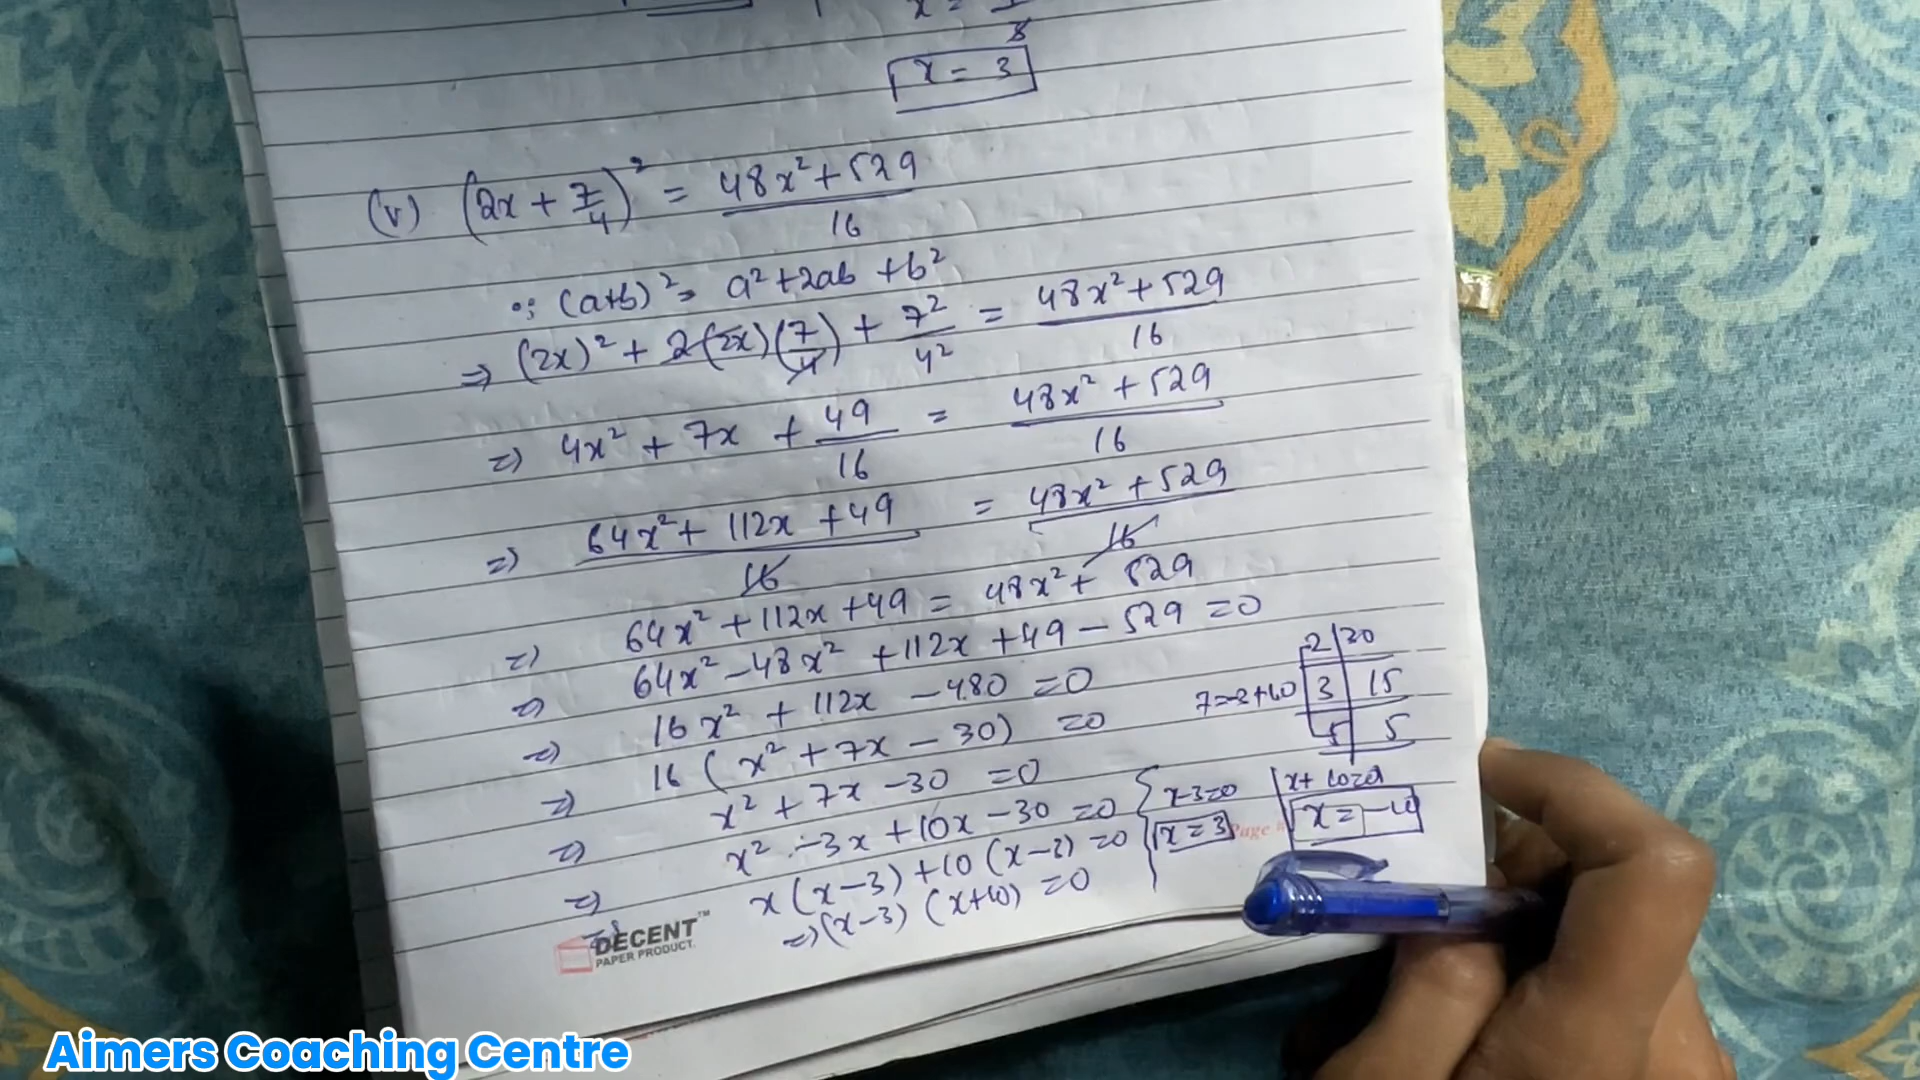 x =
8
x = 3
(v) (2x + 7/4)² = 48x² + 529 / 16
∵ (a+b)² = a² + 2ab + b²
⇒ (2x)² + 2(2x)(7/4) + 7²/4² = 48x² + 529 / 16
⇒ 4x² + 7x + 49/16 = 48x² + 529 / 16
⇒ 64x² + 112x + 49 / 16 = 48x² + 529 / 16
⇒ 64x² + 112x + 49 = 48x² + 529
⇒ 64x² - 48x² + 112x + 49 - 529 = 0
⇒ 16x² + 112x - 480 = 0
⇒ 16(x² + 7x - 30) = 0
⇒ x² + 7x - 30 = 0
⇒ x² - 3x + 10x - 30 = 0
⇒ x(x-3) + 10(x-3) = 0
⇒ (x-3) (x+10) = 0
2 | 30
7=-3+10 3 | 15
5 | 5
x-3=0 x+10=0
x = 3 x = -10
Page
DECENT™
PAPER PRODUCT.
Aimers Coaching Centre